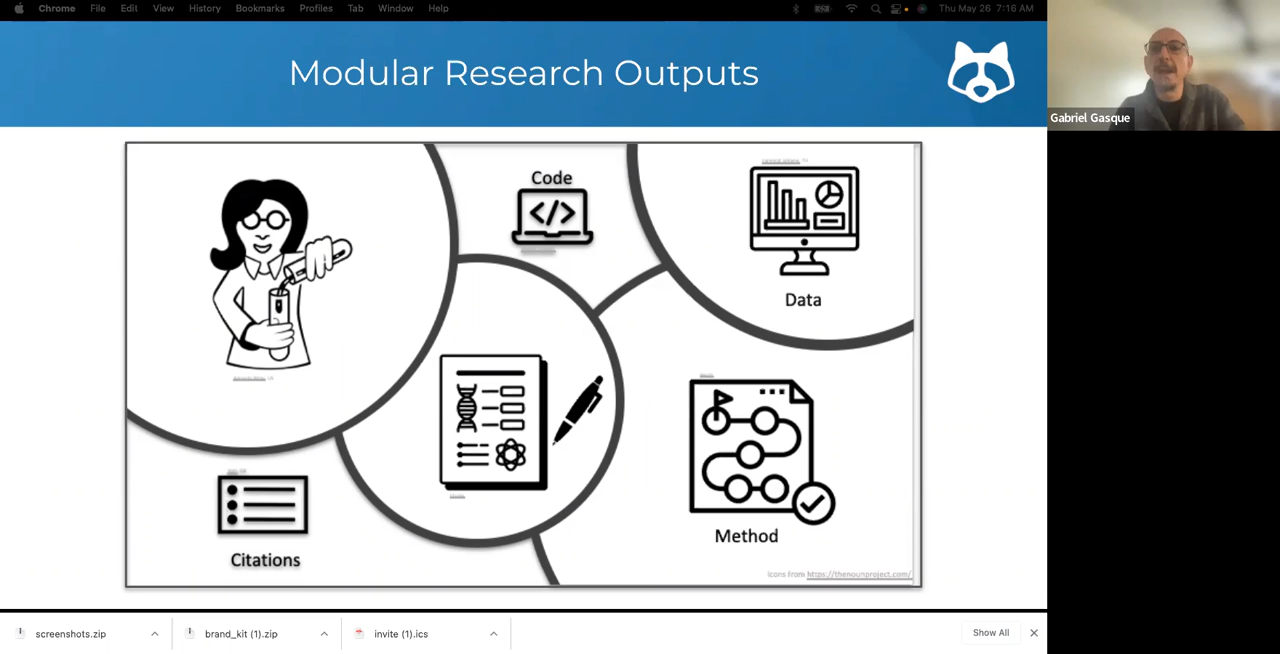 Chrome File Edit View History Bookmarks Profiles Tab Window Help Thu May 26 7:16 AM
Modular Research Outputs
Gabriel Gasque
Code
</>
Data
Method
Citations
Icons from https://thenounproject.com/
screenshots.zip
brand_kit (1).zip
invite (1).ics
Show All